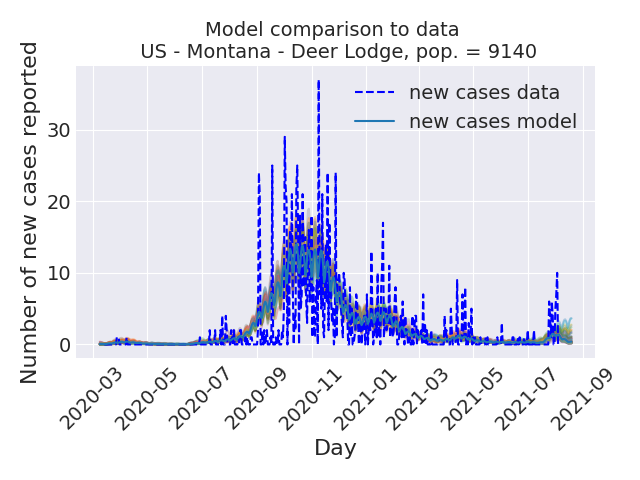 Model comparison to data
US - Montana - Deer Lodge, pop. = 9140
Number of new cases reported
30
20
10
0
new cases data
new cases model
2020-03
2020-05
2020-07
2020-09
2020-11
2021-01
2021-03
2021-05
2021-07
2021-09
Day